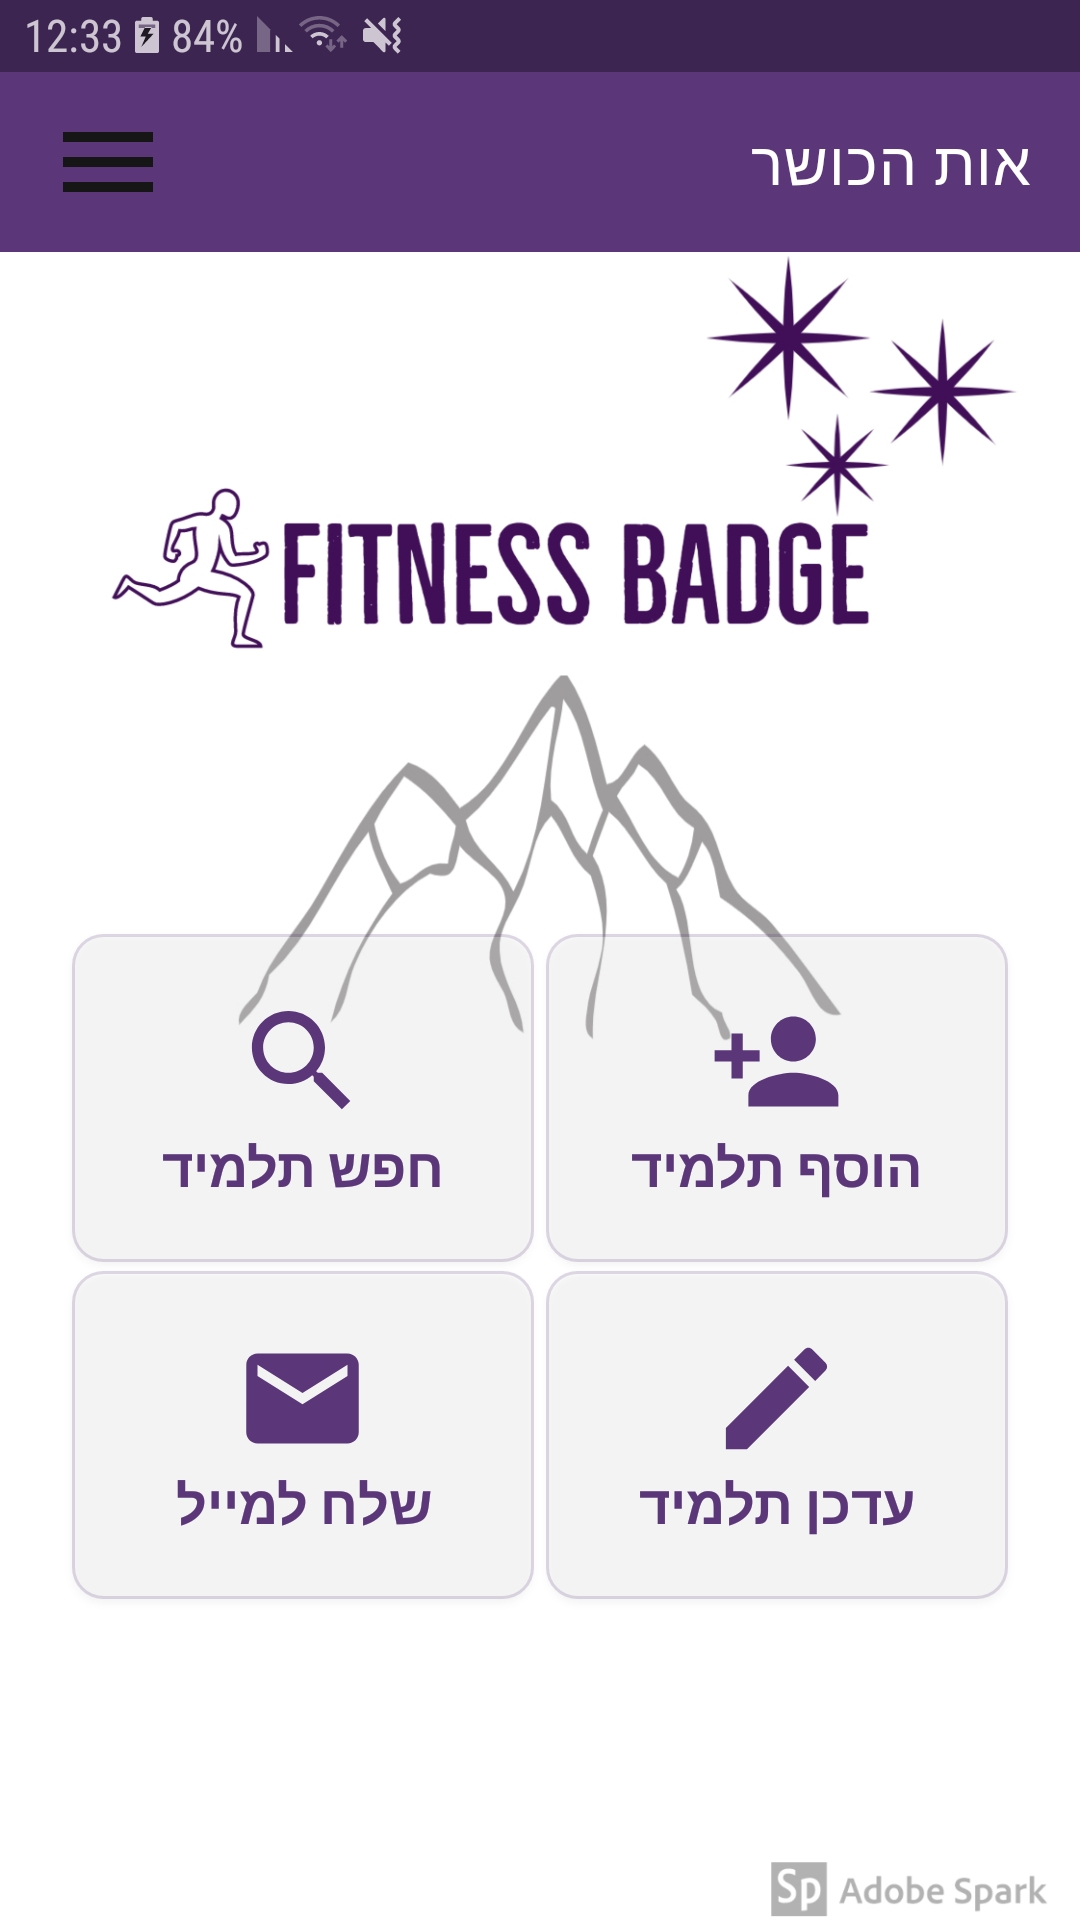 12:33 84%
אות הכושר
FITNESS BADGE
הוסף תלמיד
חפש תלמיד
עדכן תלמיד
שלח למייל
Sp Adobe Spark